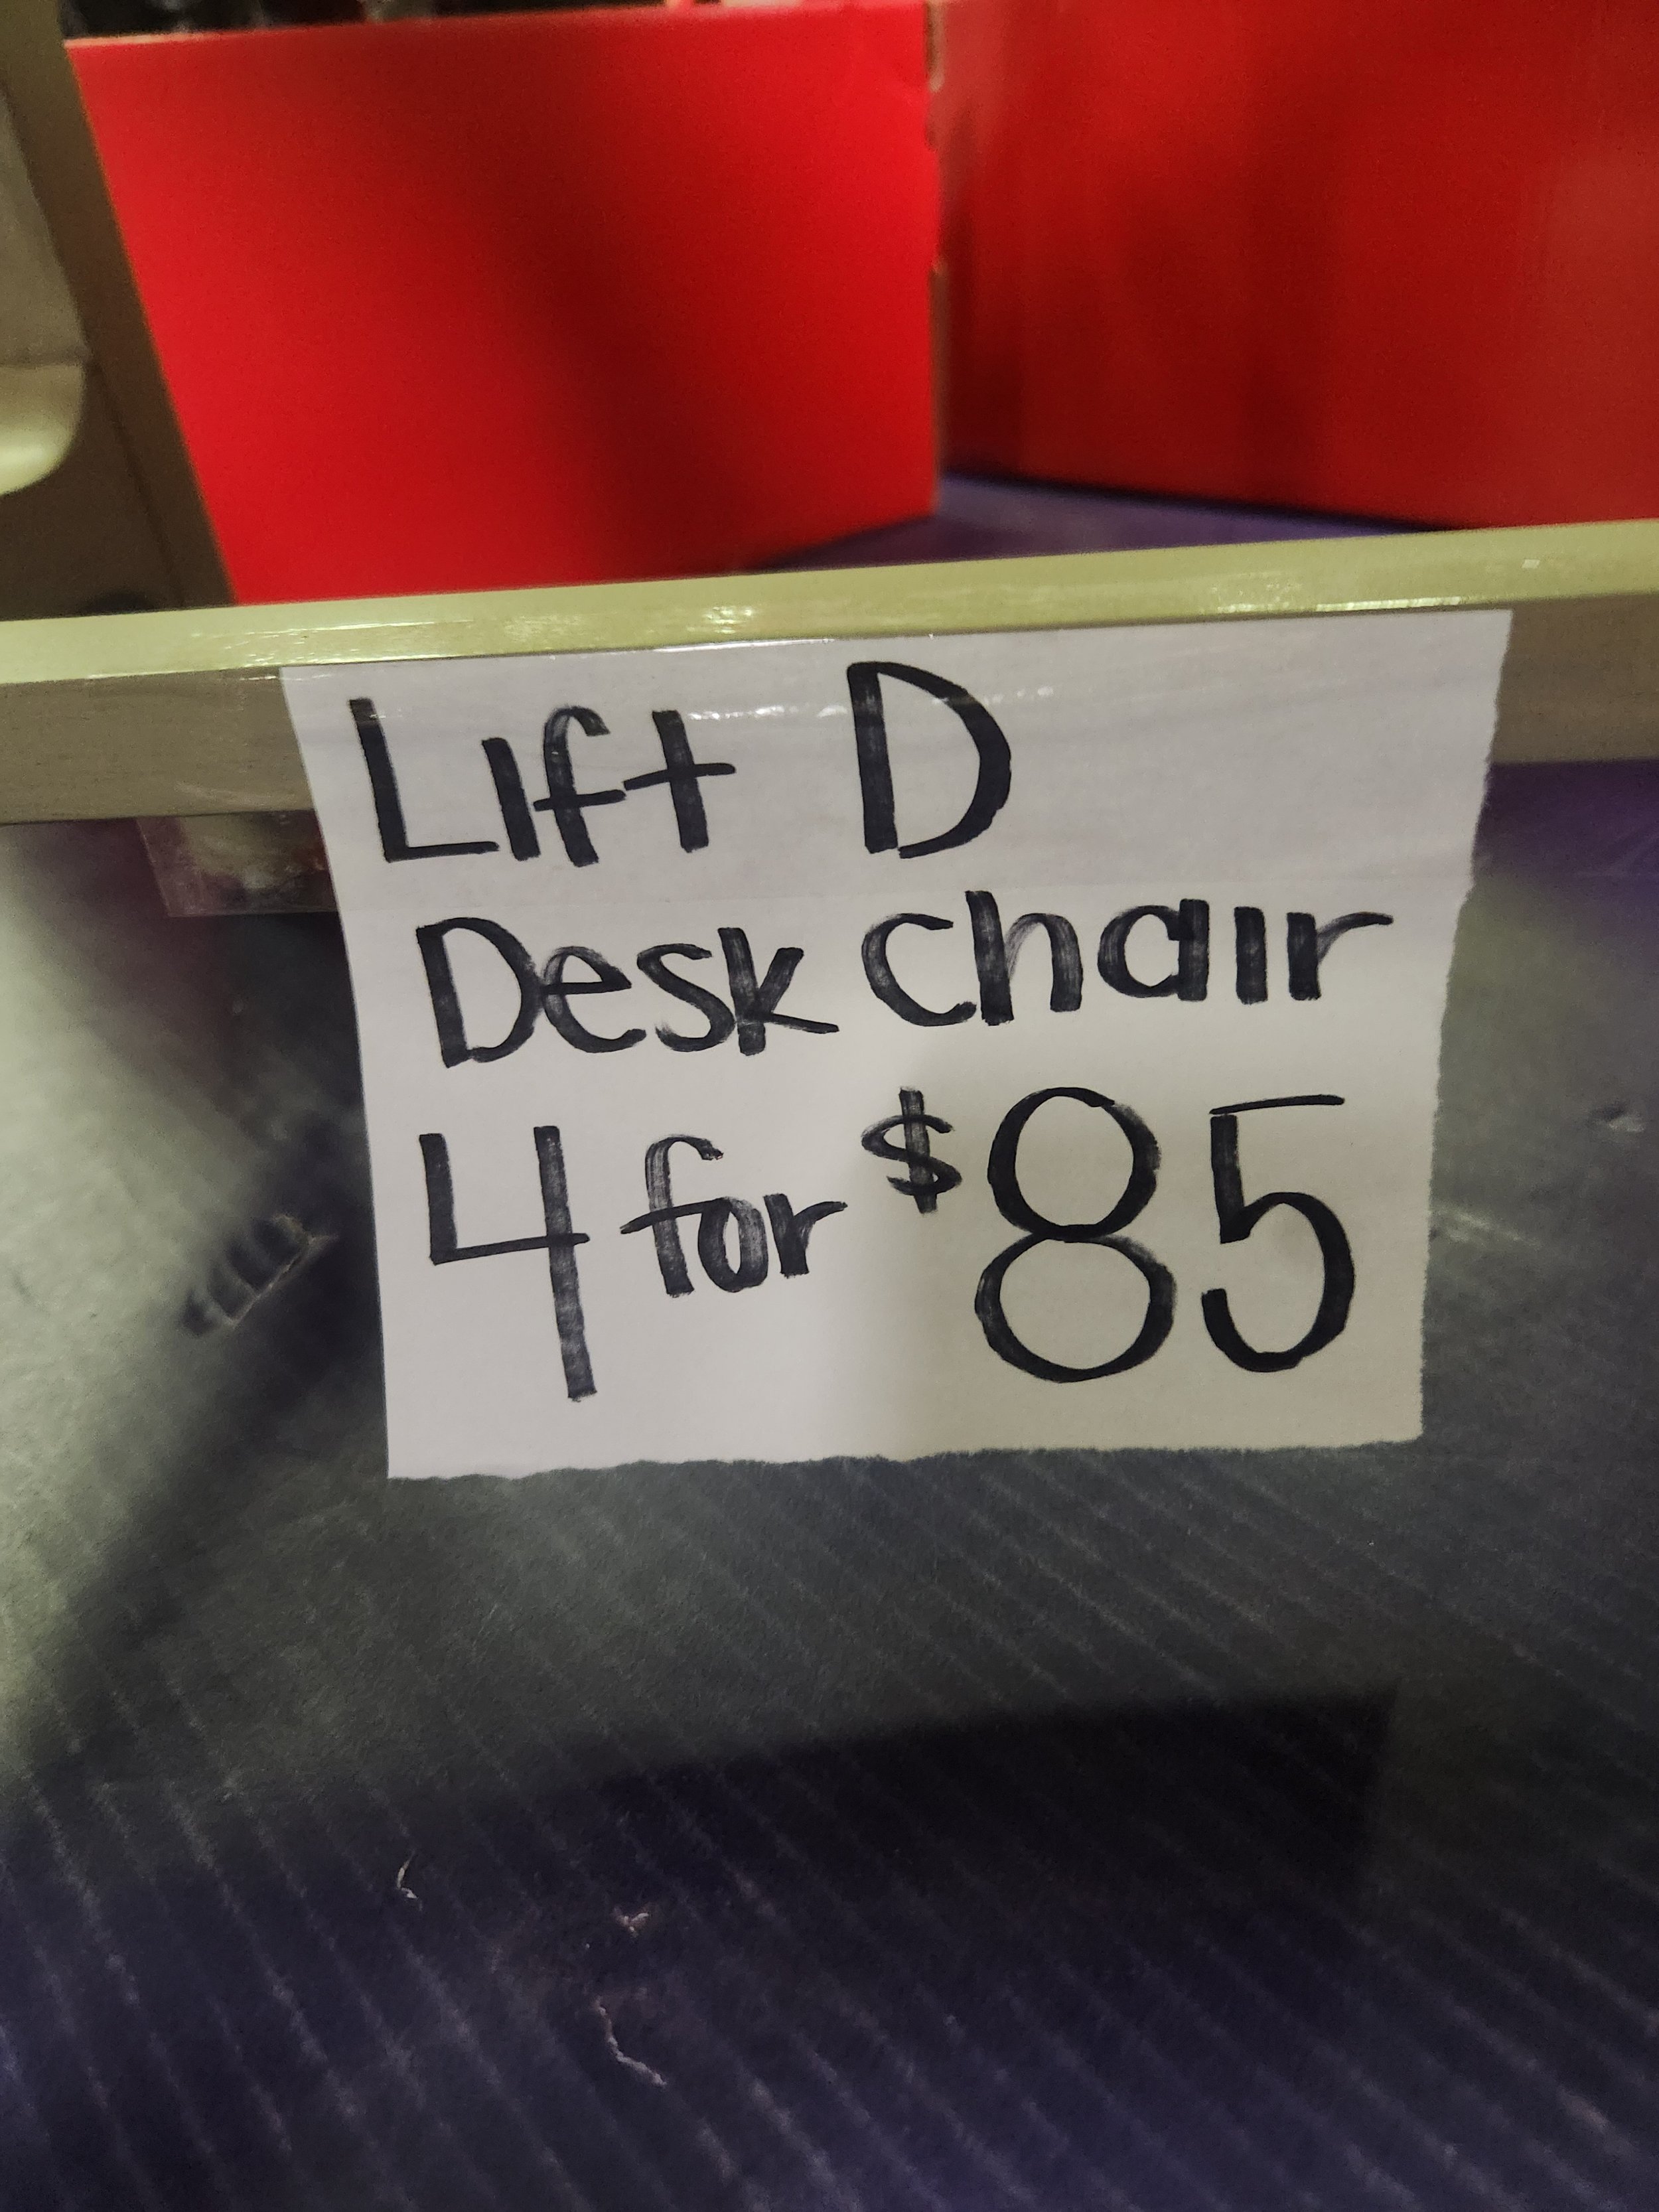 Lift D
Desk chair
4 for $85